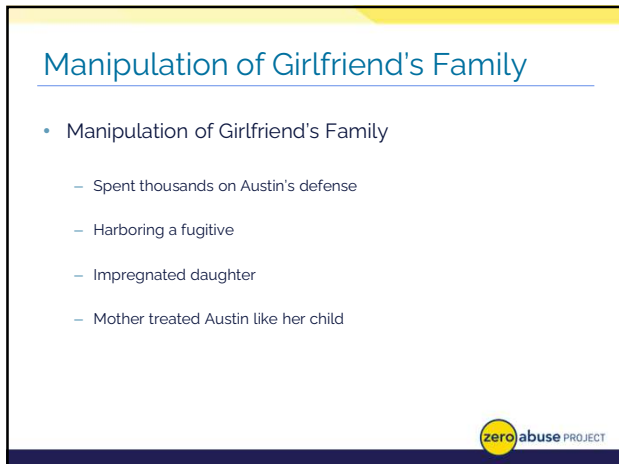 Manipulation of Girlfriend's Family
• Manipulation of Girlfriend's Family
– Spent thousands on Austin's defense
– Harboring a fugitive
– Impregnated daughter
– Mother treated Austin like her child
zero abuse PROJECT